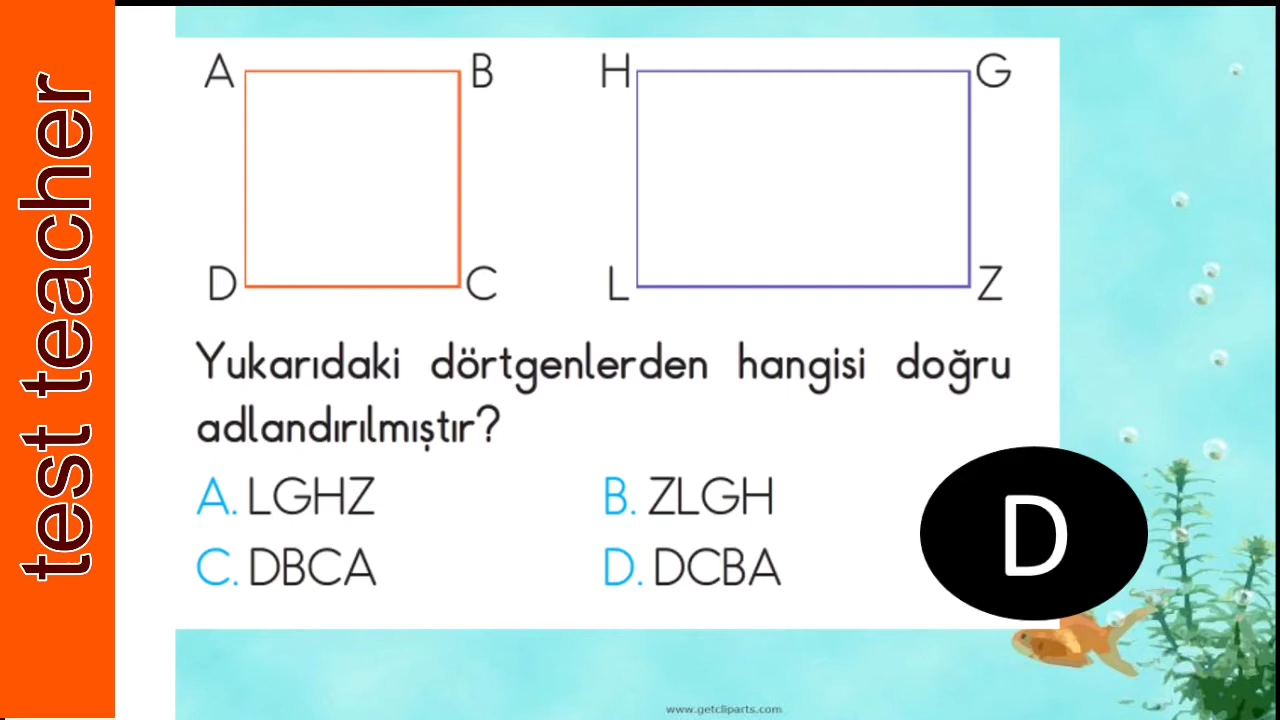 test teacher
A B H G
D C L Z
Yukarıdaki dörtgenlerden hangisi doğru
adlandırılmıştır?
A. LGHZ B. ZLGH
C. DBCA D. DCBA
D
www.getcliparts.com